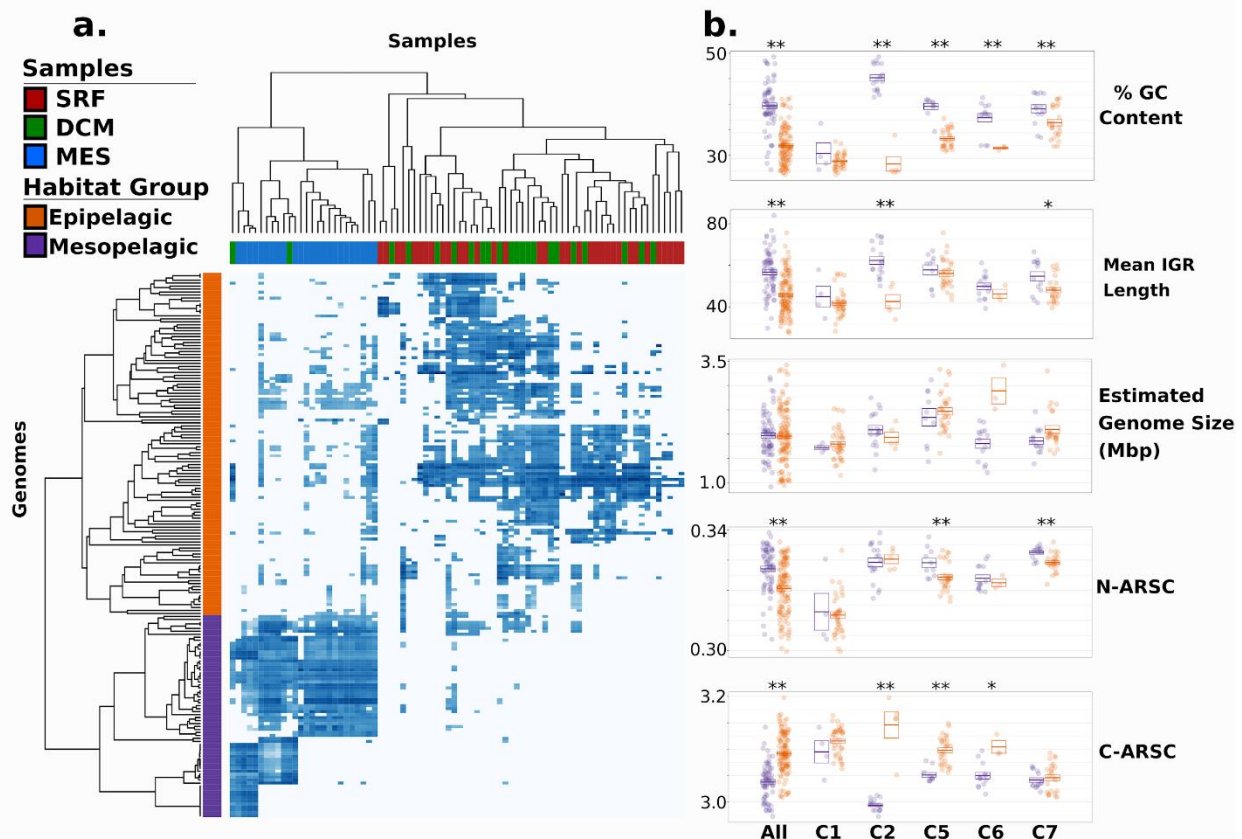 a.
Samples
Samples
SRF
DCM
MES
Habitat Group
Epipelagic
Mesopelagic
Genomes
b.
** ** ** ** **
50
30
% GC
Content
** ** *
80
40
Mean IGR
Length
3.5
1.0
Estimated
Genome Size
(Mbp)
** ** **
0.34
0.30
N-ARSC
** ** ** *
3.2
3.0
C-ARSC
All C1 C2 C5 C6 C7